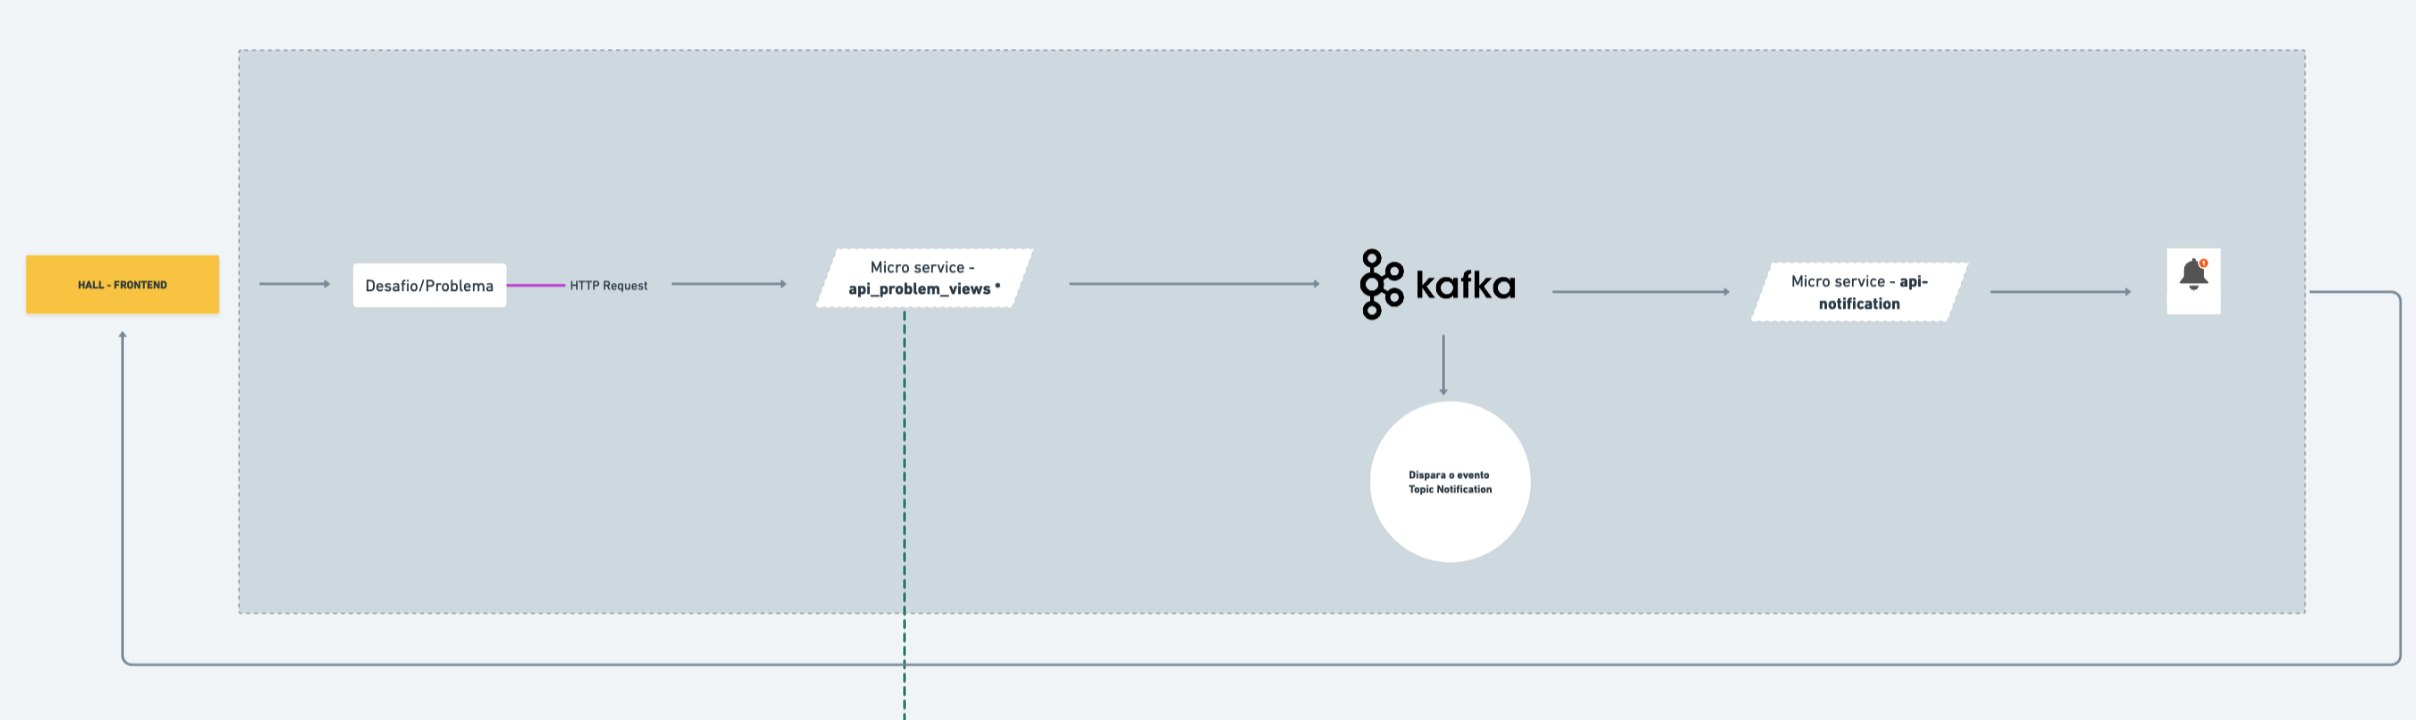 HALL - FRONTEND
Desafio/Problema
HTTP Request
Micro service -
api_problem_views *
kafka
Micro service - api-
notification
1
Dispara o evento
Topic Notification